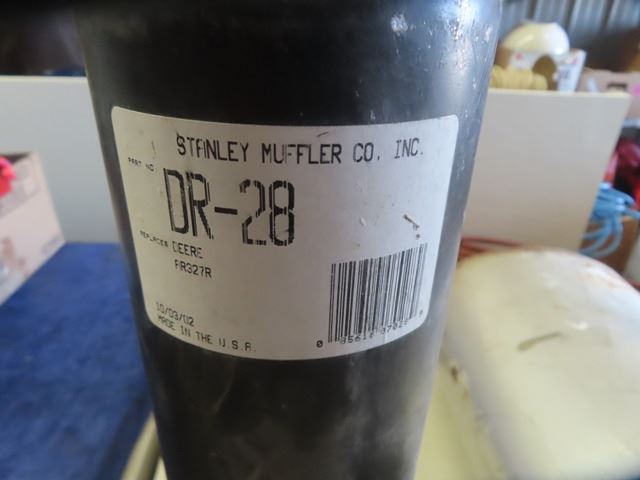 STANLEY MUFFLER CO. INC.
PART NO
DR-28
REPLACES DEERE
AR327R
10/03/02
MADE IN THE U.S.A.